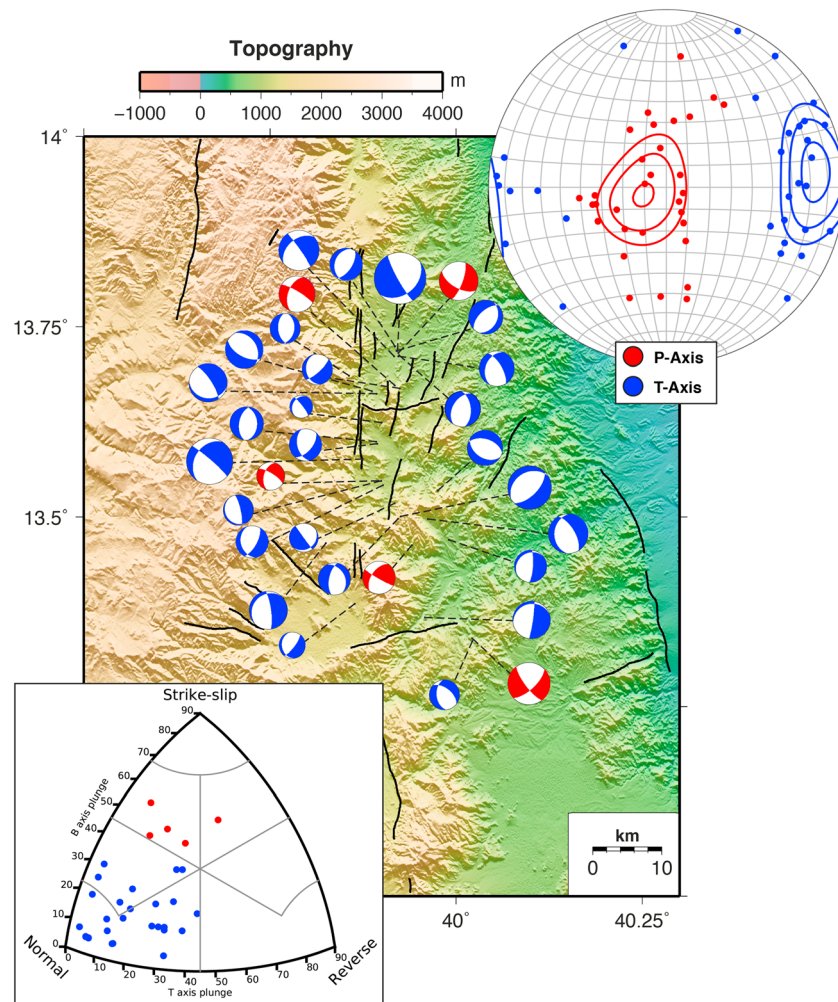 Topography
m
−1000 0 1000 2000 3000 4000
14˚
13.75˚
13.5˚
P-Axis
T-Axis
km
0 10
40˚ 40.25˚
Strike-slip
90
80
70
60
50
40
30
20
10
0
B axis plunge
0 10 20 30 40 50 60 70 80 90
Normal
Reverse
T axis plunge